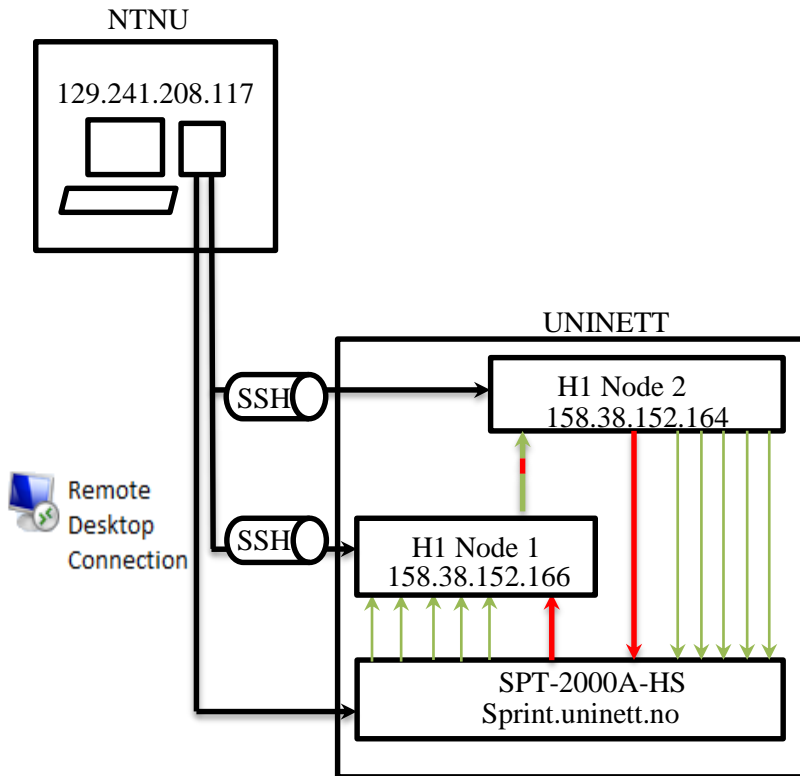 NTNU
129.241.208.117
UNINETT
H1 Node 2
158.38.152.164
SSH
Remote
Desktop
Connection
SSH
H1 Node 1
158.38.152.166
SPT-2000A-HS
Sprint.uninett.no